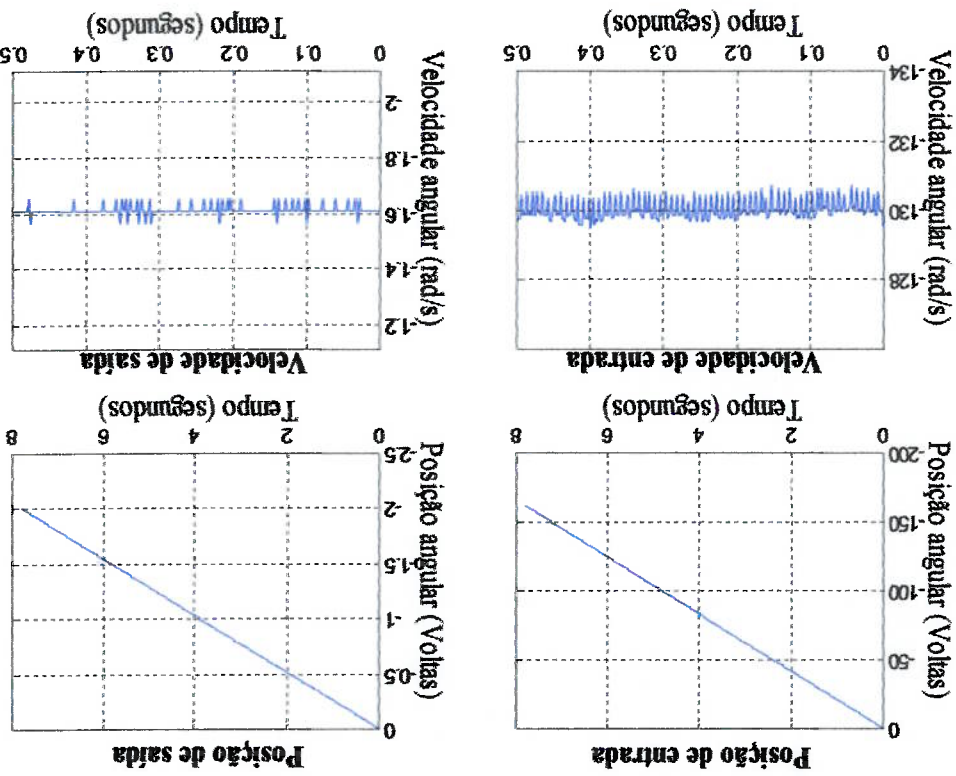 Posição de entrada
Posição angular (Voltas)
0
-50
-100
-150
-200
0 2 4 6 8
Tempo (segundos)
Posição de saída
Posição angular (Voltas)
0
-0.5
-1
-1.5
-2
-25
0 2 4 6 8
Tempo (segundos)
Velocidade de entrada
Velocidade angular (rad/s)
-128
-130
-132
-134
0 0.1 0.2 0.3 0.4 0.5
Tempo (segundos)
Velocidade de saída
Velocidade angular (rad/s)
-1.2
-1.4
-1.6
-1.8
-2
0 0.1 0.2 0.3 0.4 0.5
Tempo (segundos)